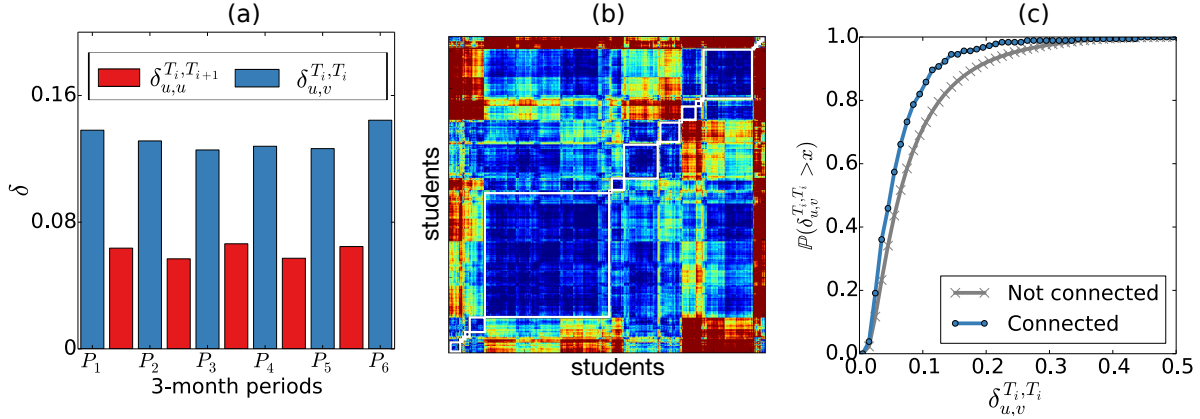 (a)
0.16
0.08
0
δ
δ_{u,u}^{T_i,T_{i+1}}
δ_{u,v}^{T_i,T_i}
P_1 P_2 P_3 P_4 P_5 P_6
3-month periods
(b)
students
students
(c)
1.0
0.8
0.6
0.4
0.2
0.0
ℙ(δ_{u,v}^{T_i,T_i} > x)
Not connected
Connected
0.0 0.1 0.2 0.3 0.4 0.5
δ_{u,v}^{T_i,T_i}